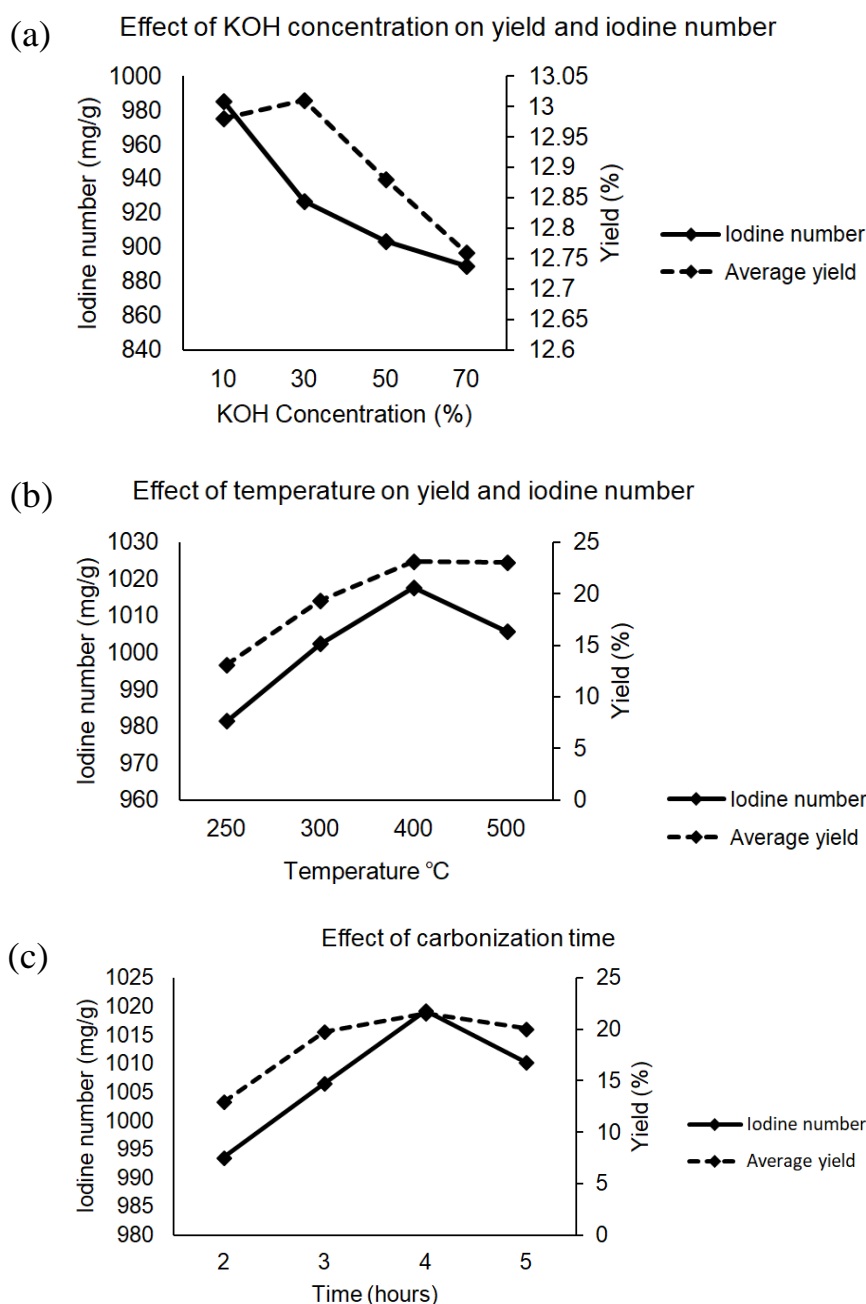 (a)
Effect of KOH concentration on yield and iodine number
Iodine number (mg/g)
1000
980
960
940
920
900
880
860
840
13.05
13
12.95
12.9
12.85
12.8
12.75
12.7
12.65
12.6
Yield (%)
10 30 50 70
KOH Concentration (%)
Iodine number
Average yield
(b)
Effect of temperature on yield and iodine number
Iodine number (mg/g)
1030
1020
1010
1000
990
980
970
960
25
20
15
10
5
0
Yield (%)
250 300 400 500
Temperature °C
Iodine number
Average yield
(c)
Effect of carbonization time
Iodine number (mg/g)
1025
1020
1015
1010
1005
1000
995
990
985
980
25
20
15
10
5
0
Yield (%)
2 3 4 5
Time (hours)
Iodine number
Average yield